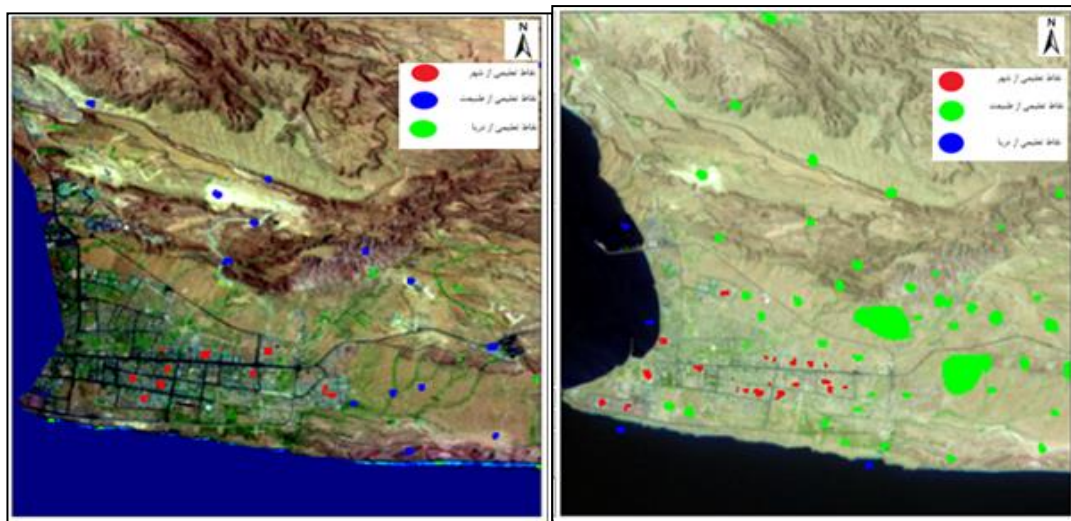 N
نقاط تعلیمی از شهر
نقاط تعلیمی از طبیعت
نقاط تعلیمی از دریا
N
نقاط تعلیمی از شهر
نقاط تعلیمی از طبیعت
نقاط تعلیمی از دریا